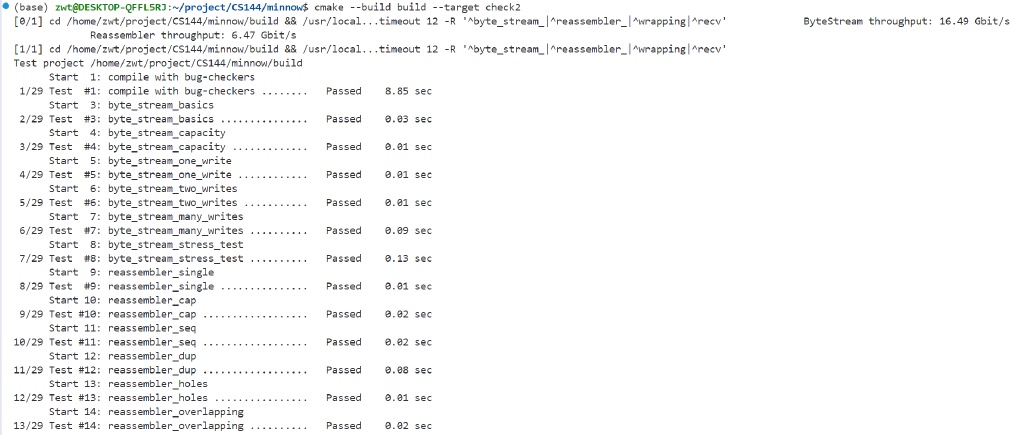 (base) zwt@DESKTOP-QFFL5RJ:~/project/CS144/minnow$ cmake --build build --target check2
[0/1] cd /home/zwt/project/CS144/minnow/build && /usr/local...timeout 12 -R '^byte_stream_|^reassembler_|^wrapping|^recv'             ByteStream throughput: 16.49 Gbit/s
             Reassembler throughput: 6.47 Gbit/s
[1/1] cd /home/zwt/project/CS144/minnow/build && /usr/local...timeout 12 -R '^byte_stream_|^reassembler_|^wrapping|^recv'
Test project /home/zwt/project/CS144/minnow/build
      Start  1: compile with bug-checkers
 1/29 Test  #1: compile with bug-checkers ........   Passed    8.85 sec
      Start  3: byte_stream_basics
 2/29 Test  #3: byte_stream_basics ...............   Passed    0.03 sec
      Start  4: byte_stream_capacity
 3/29 Test  #4: byte_stream_capacity .............   Passed    0.01 sec
      Start  5: byte_stream_one_write
 4/29 Test  #5: byte_stream_one_write ............   Passed    0.01 sec
      Start  6: byte_stream_two_writes
 5/29 Test  #6: byte_stream_two_writes ...........   Passed    0.01 sec
      Start  7: byte_stream_many_writes
 6/29 Test  #7: byte_stream_many_writes ..........   Passed    0.09 sec
      Start  8: byte_stream_stress_test
 7/29 Test  #8: byte_stream_stress_test ..........   Passed    0.13 sec
      Start  9: reassembler_single
 8/29 Test  #9: reassembler_single ...............   Passed    0.01 sec
      Start 10: reassembler_cap
 9/29 Test #10: reassembler_cap ..................   Passed    0.02 sec
      Start 11: reassembler_seq
10/29 Test #11: reassembler_seq ..................   Passed    0.02 sec
      Start 12: reassembler_dup
11/29 Test #12: reassembler_dup ..................   Passed    0.08 sec
      Start 13: reassembler_holes
12/29 Test #13: reassembler_holes ................   Passed    0.01 sec
      Start 14: reassembler_overlapping
13/29 Test #14: reassembler_overlapping ..........   Passed    0.02 sec